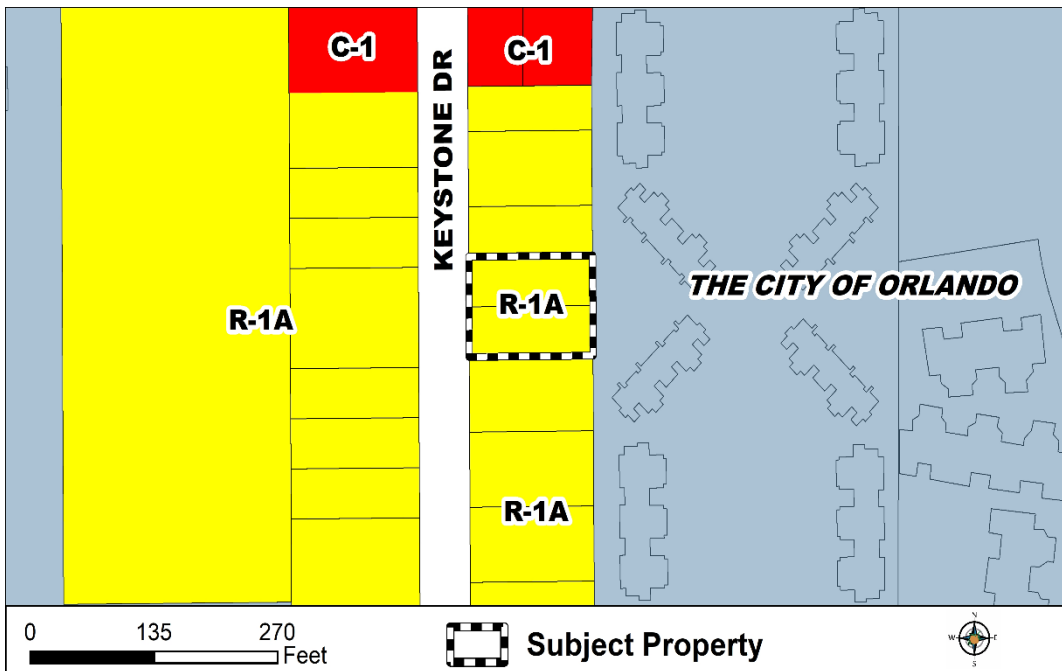 C-1
C-1
KEYSTONE DR
THE CITY OF ORLANDO
R-1A
R-1A
R-1A
0 135 270
Feet
Subject Property
N
W E
S